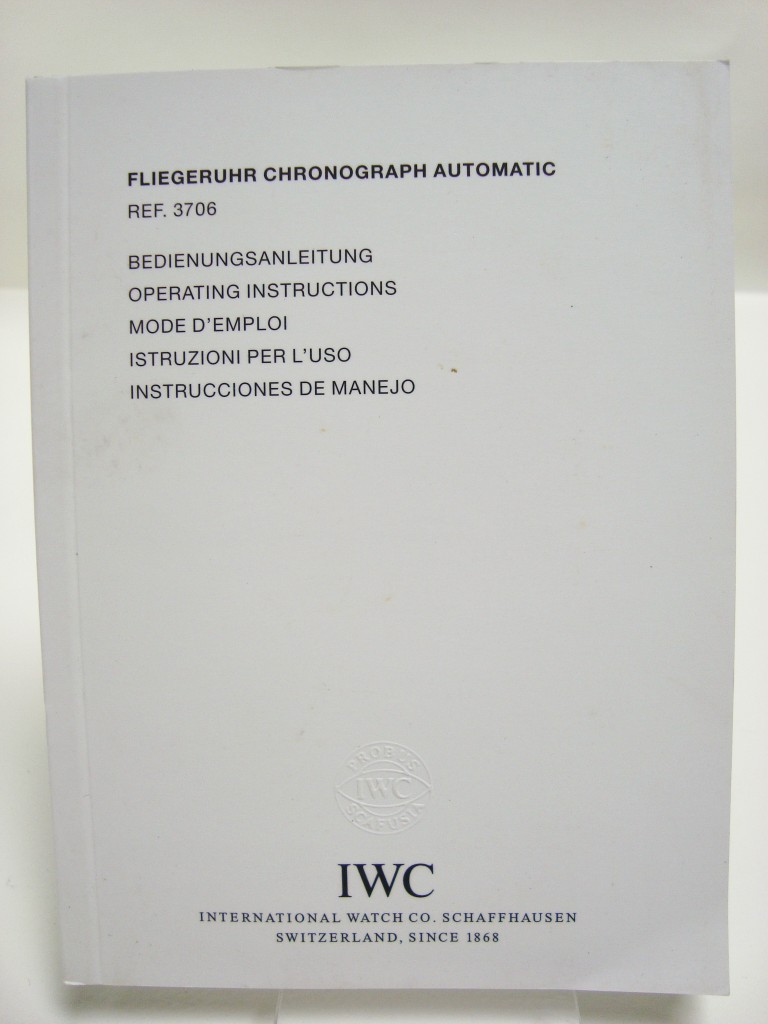 FLIEGERUHR CHRONOGRAPH AUTOMATIC
REF. 3706
BEDIENUNGSANLEITUNG
OPERATING INSTRUCTIONS
MODE D'EMPLOI
ISTRUZIONI PER L'USO
INSTRUCCIONES DE MANEJO
PROBUS
IWC
SCAFUSIA
IWC
INTERNATIONAL WATCH CO. SCHAFFHAUSEN
SWITZERLAND, SINCE 1868